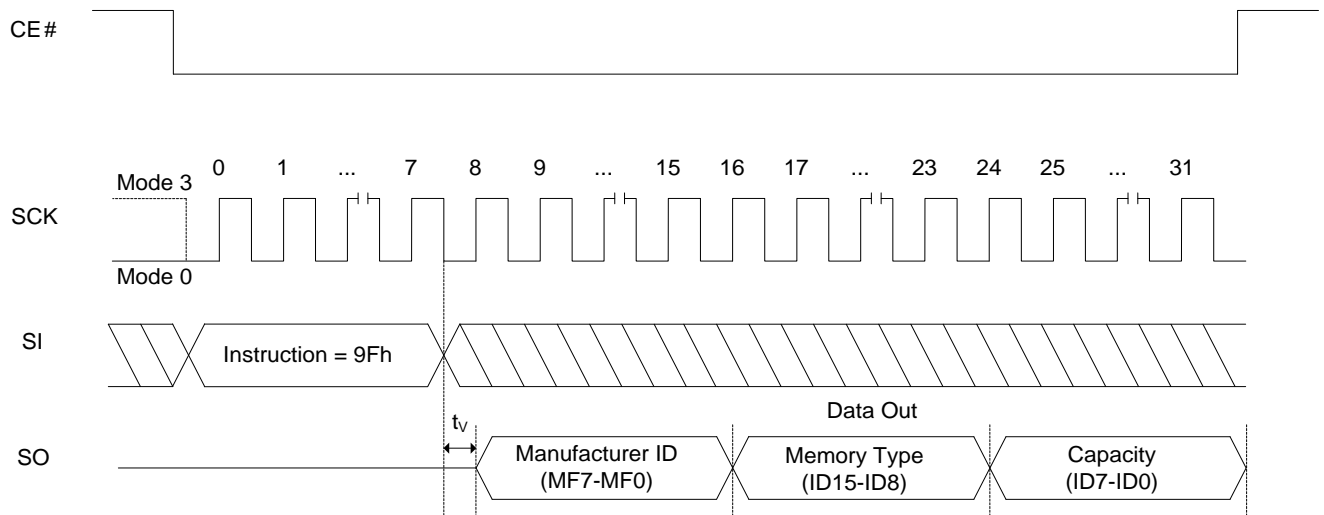 CE#
0 1 ... 7 8 9 ... 15 16 17 ... 23 24 25 ... 31
Mode 3
SCK
Mode 0
SI
Instruction = 9Fh
Data Out
tV
SO
Manufacturer ID
(MF7-MF0)
Memory Type
(ID15-ID8)
Capacity
(ID7-ID0)